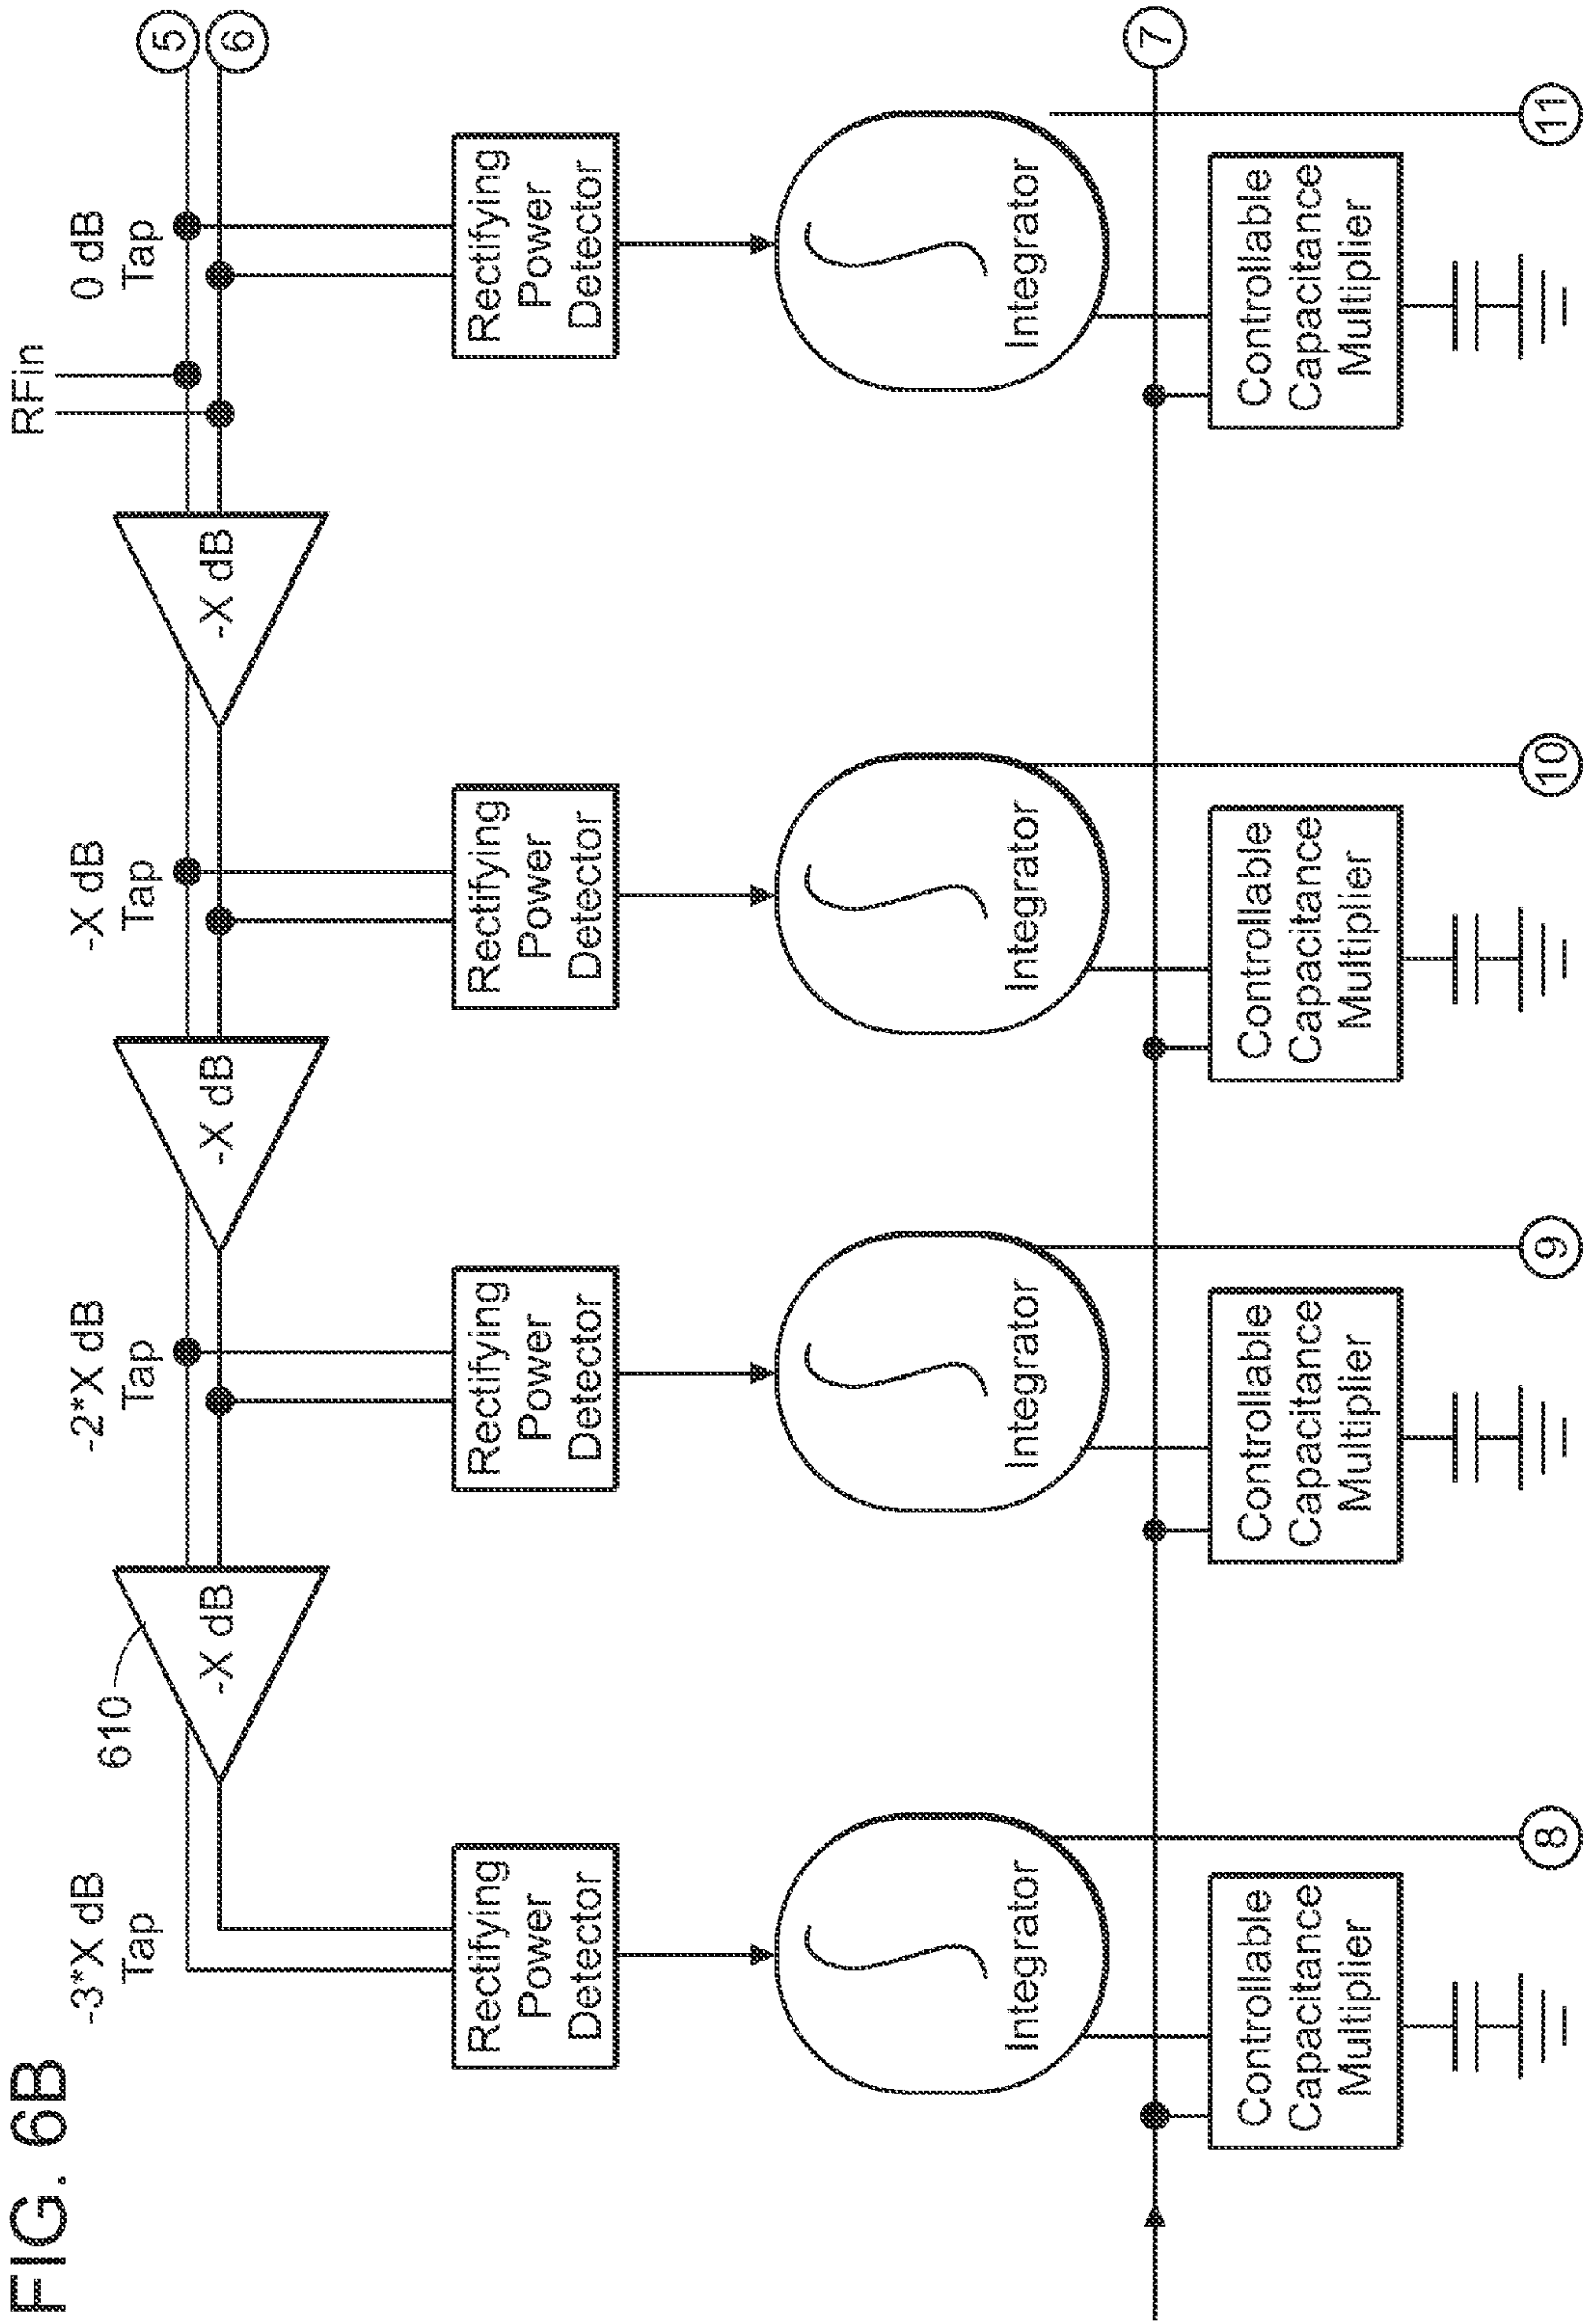 FIG. 6B
RFin
-3*X dB
Tap
-2*X dB
Tap
-X dB
Tap
0 dB
Tap
610
-X dB
-X dB
-X dB
5
6
Rectifying
Power
Detector
Rectifying
Power
Detector
Rectifying
Power
Detector
Rectifying
Power
Detector
∫
Integrator
∫
Integrator
∫
Integrator
∫
Integrator
7
Controllable
Capacitance
Multiplier
Controllable
Capacitance
Multiplier
Controllable
Capacitance
Multiplier
Controllable
Capacitance
Multiplier
8
9
10
11